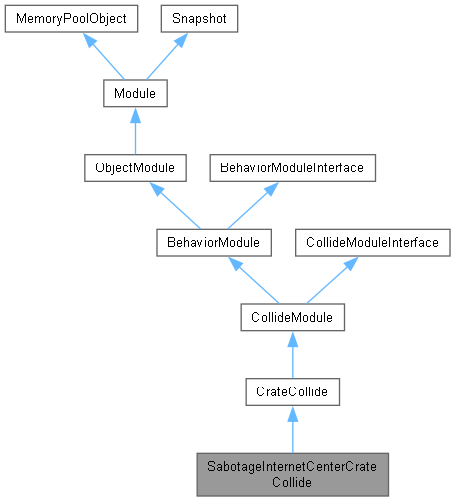 MemoryPoolObject
Snapshot
Module
ObjectModule
BehaviorModuleInterface
BehaviorModule
CollideModuleInterface
CollideModule
CrateCollide
SabotageInternetCenterCrate
Collide